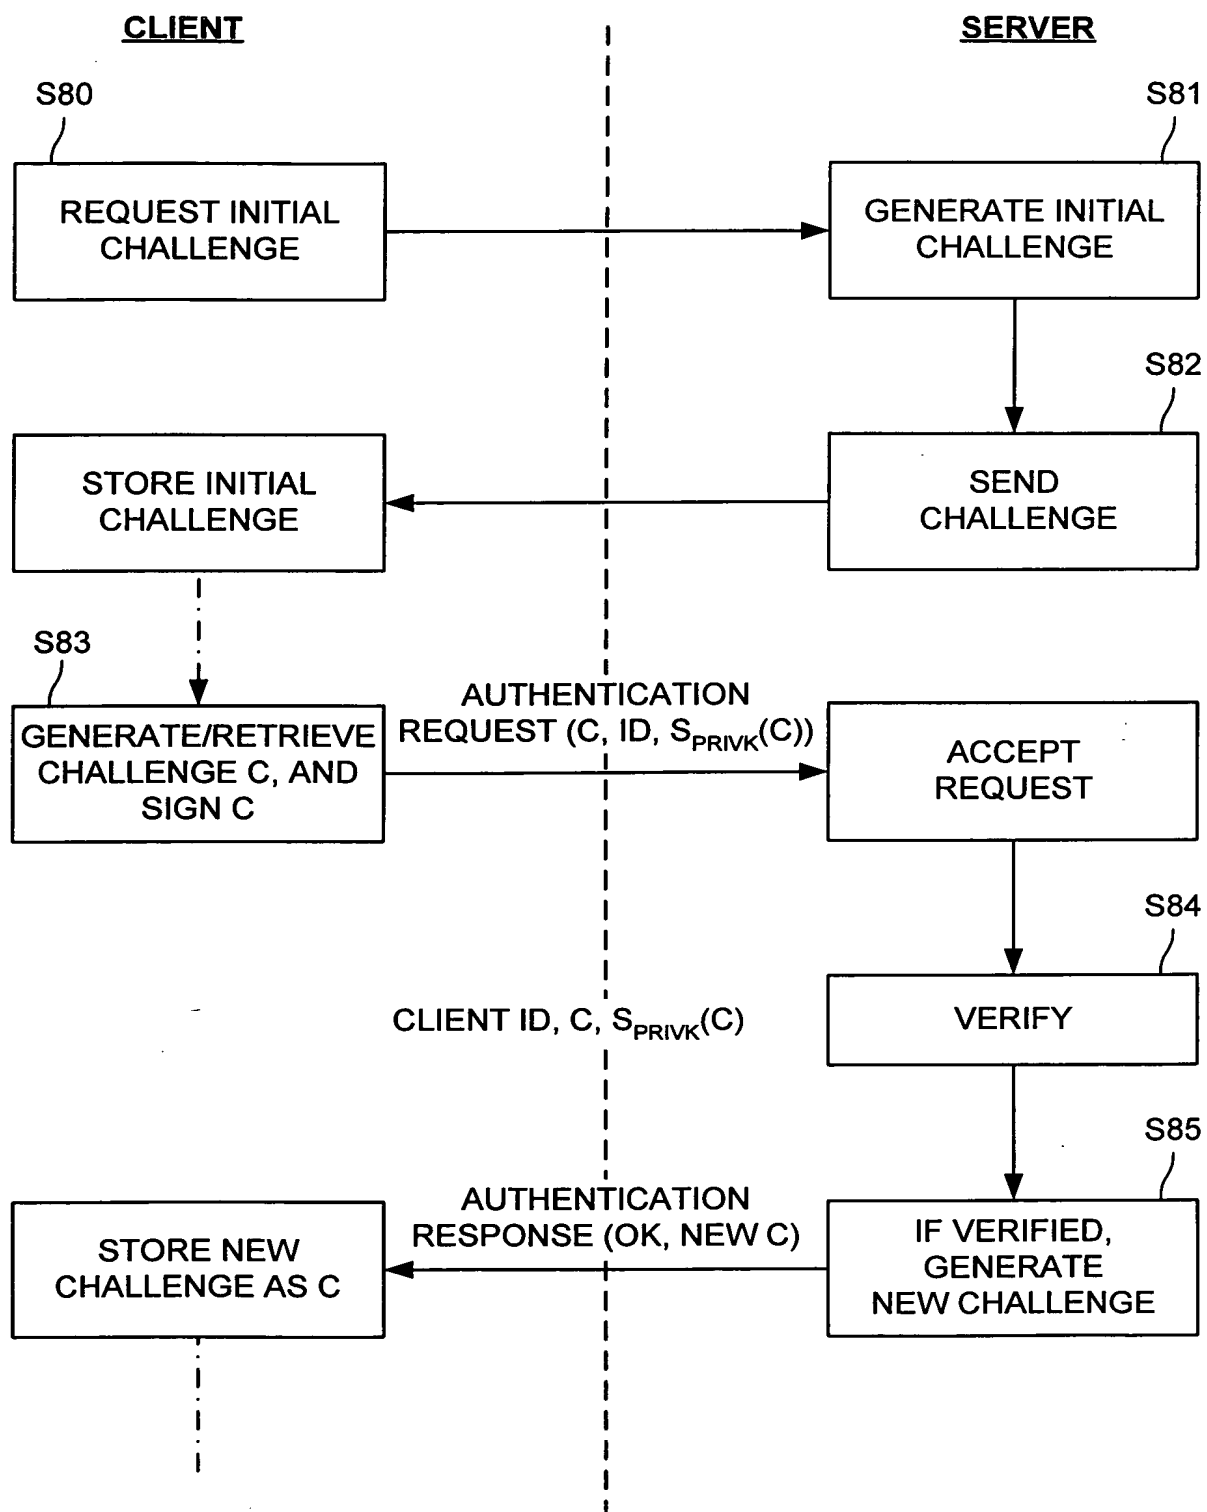 CLIENT
SERVER
S80
S81
REQUEST INITIAL
CHALLENGE
GENERATE INITIAL
CHALLENGE
S82
STORE INITIAL
CHALLENGE
SEND
CHALLENGE
S83
GENERATE/RETRIEVE
CHALLENGE C, AND
SIGN C
AUTHENTICATION
REQUEST (C, ID, S_PRIVK(C))
ACCEPT
REQUEST
S84
CLIENT ID, C, S_PRIVK(C)
VERIFY
S85
STORE NEW
CHALLENGE AS C
AUTHENTICATION
RESPONSE (OK, NEW C)
IF VERIFIED,
GENERATE
NEW CHALLENGE